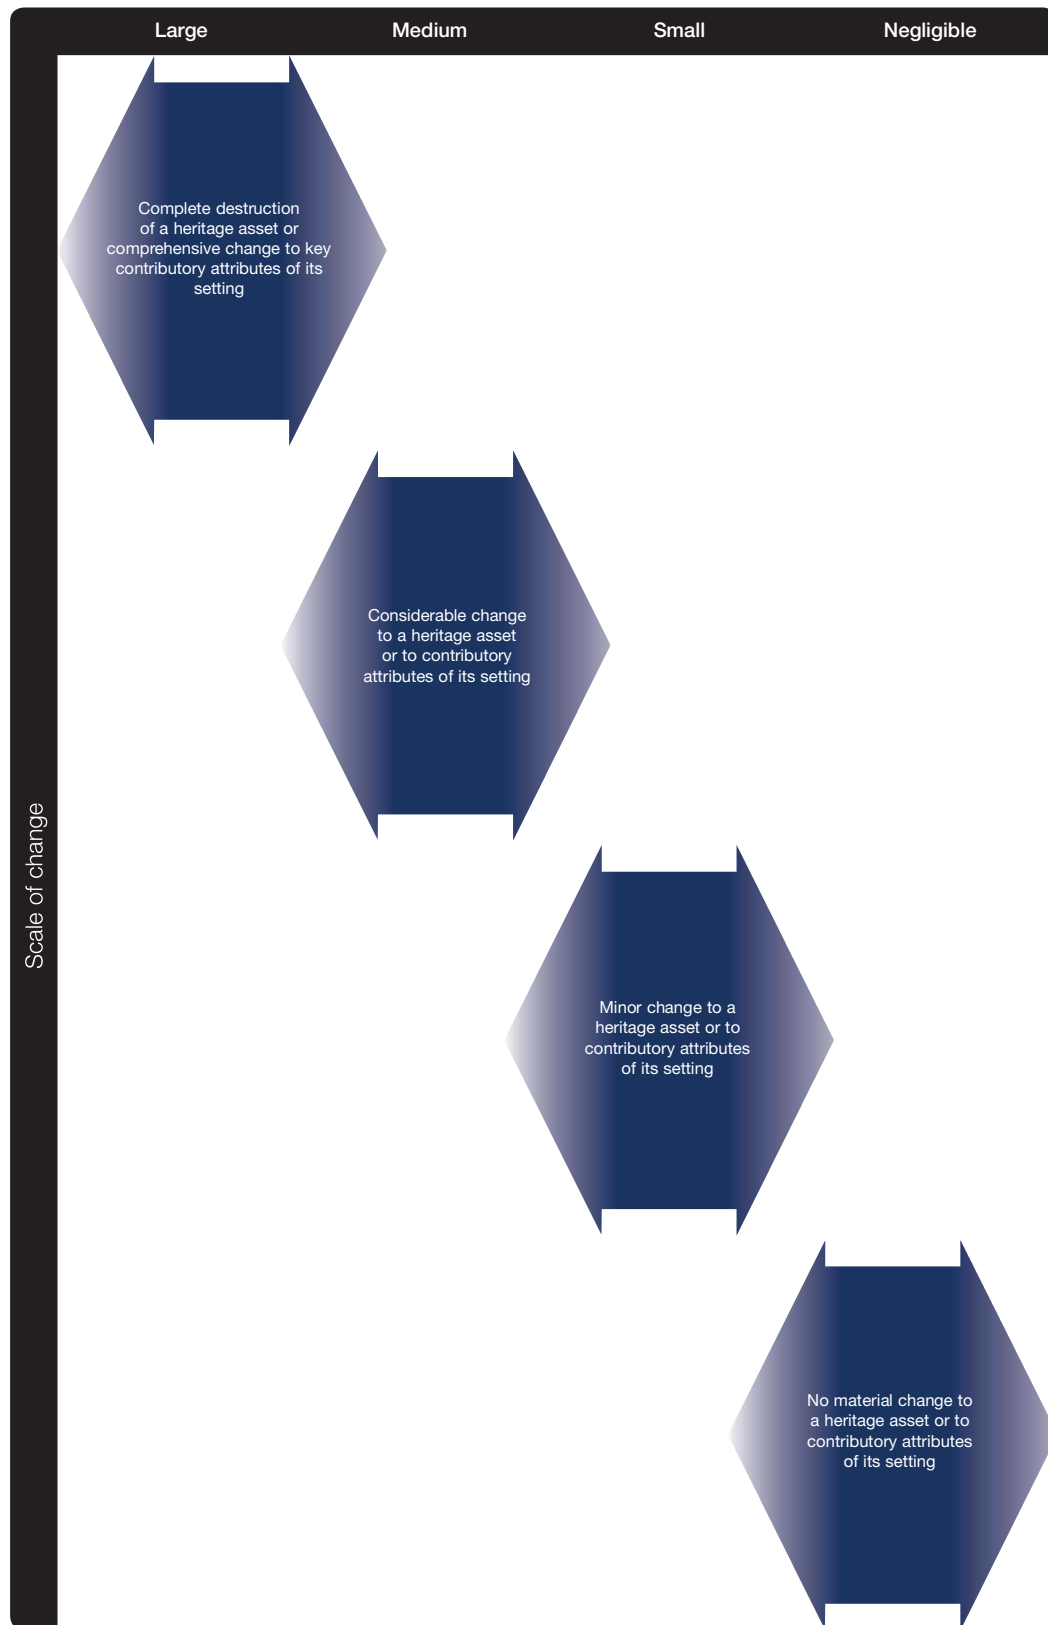 Large Medium Small Negligible
Complete destruction
of a heritage asset or
comprehensive change to key
contributory attributes of its
setting
Considerable change
to a heritage asset
or to contributory
attributes of its setting
Scale of change
Minor change to a
heritage asset or to
contributory attributes
of its setting
No material change to
a heritage asset or to
contributory attributes
of its setting